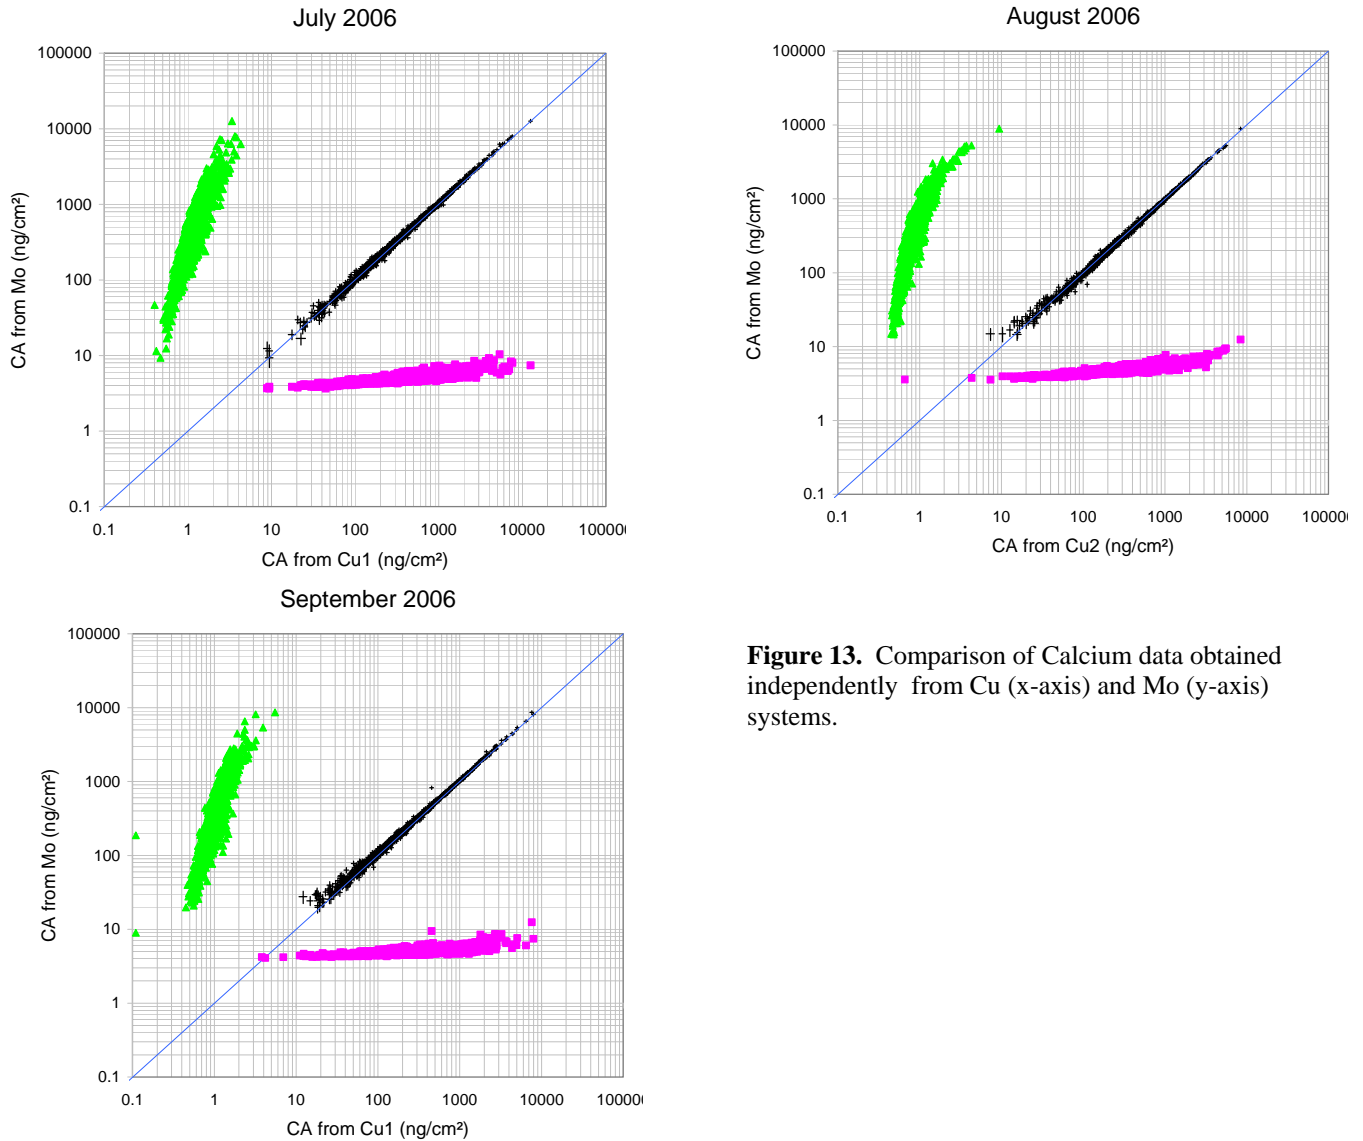 July 2006
100000
10000
1000
100
10
1
0.1
CA from Mo (ng/cm²)
0.1 1 10 100 1000 10000 100000
CA from Cu1 (ng/cm²)
August 2006
100000
10000
1000
100
10
1
0.1
CA from Mo (ng/cm²)
0.1 1 10 100 1000 10000 10000
CA from Cu2 (ng/cm²)
September 2006
100000
10000
1000
100
10
1
0.1
CA from Mo (ng/cm²)
0.1 1 10 100 1000 10000 100000
CA from Cu1 (ng/cm²)
Figure 13. Comparison of Calcium data obtained
independently from Cu (x-axis) and Mo (y-axis)
systems.